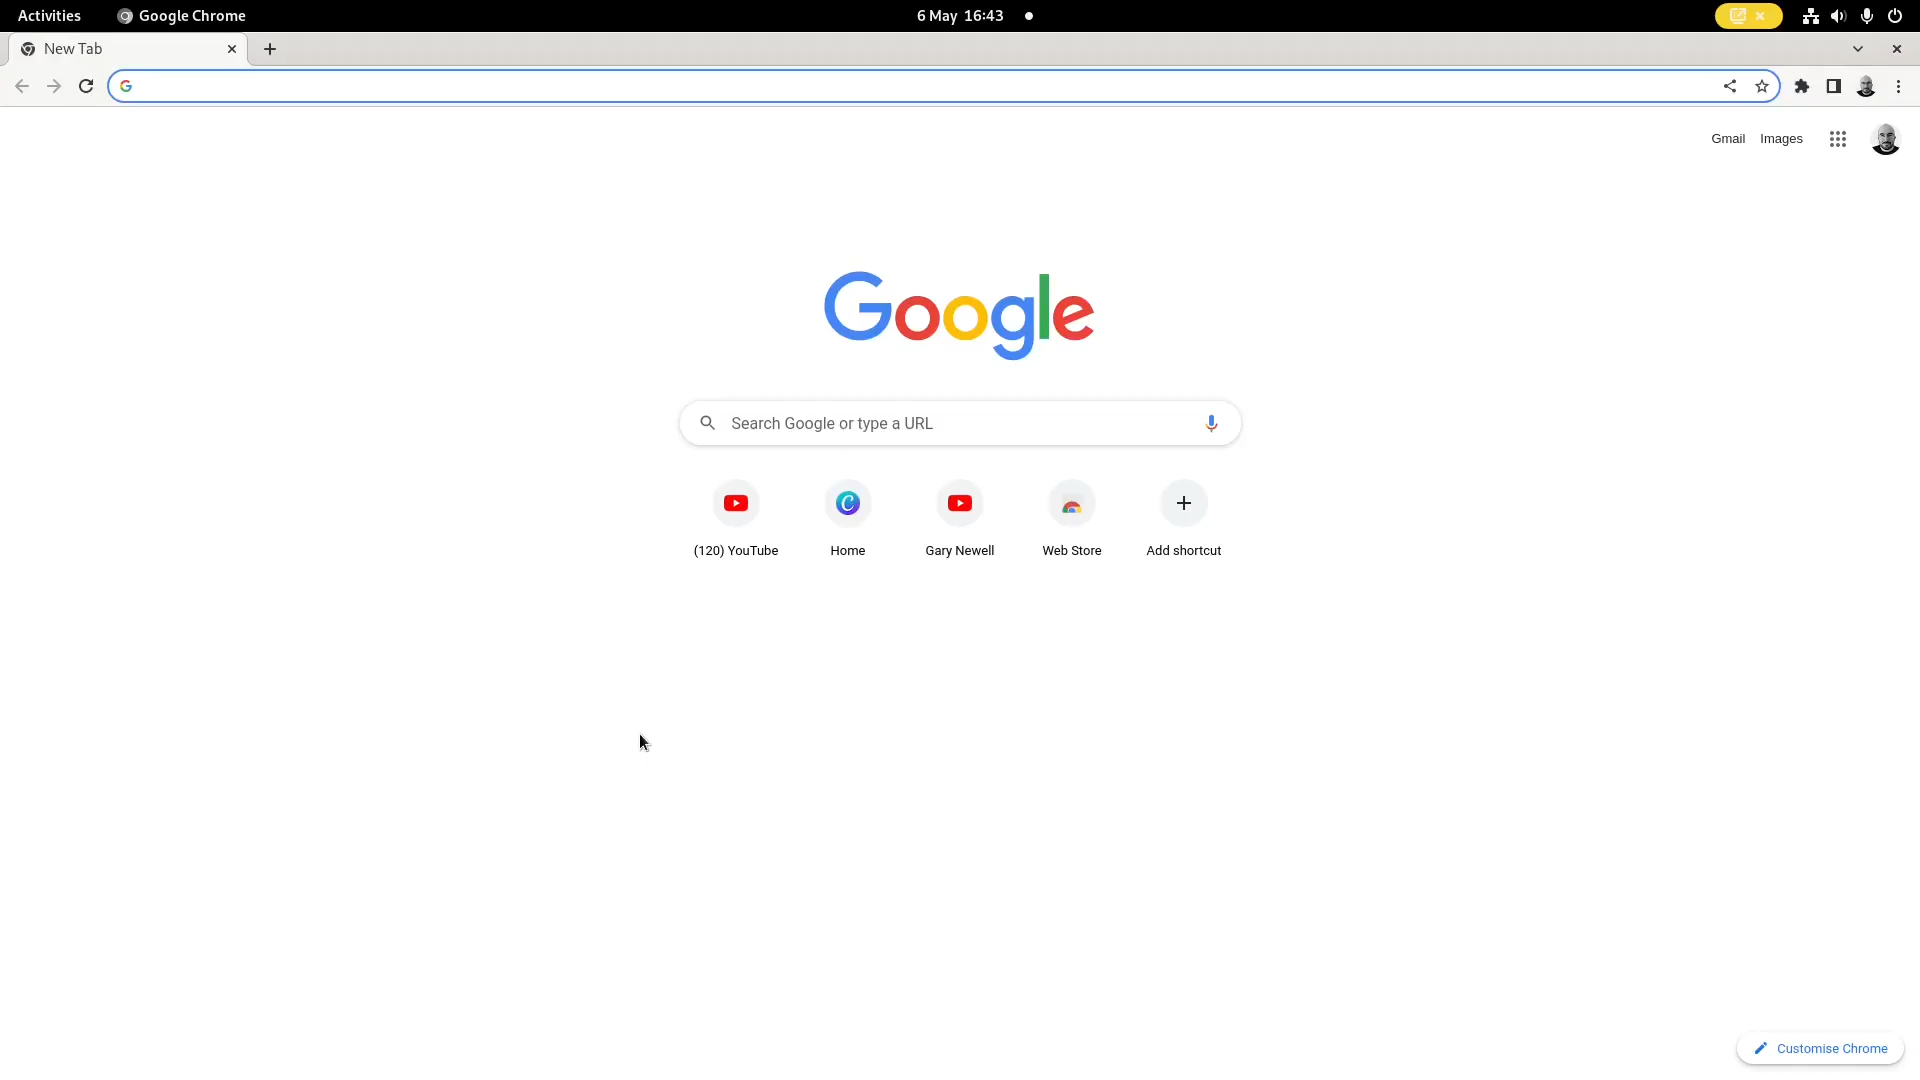 Activities
Google Chrome
6 May 16:43
New Tab
Gmail Images
Google
Search Google or type a URL
(120) YouTube
Home
Gary Newell
Web Store
Add shortcut
Customise Chrome